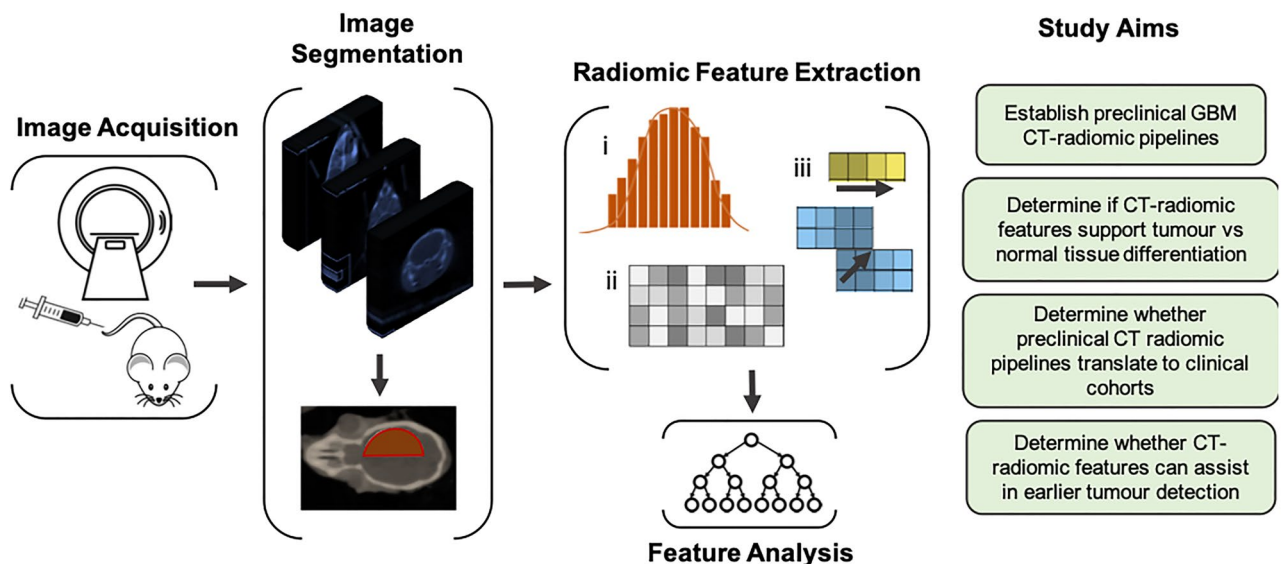 Image Acquisition
Image
Segmentation
Radiomic Feature Extraction
i
ii
iii
Feature Analysis
Study Aims
Establish preclinical GBM
CT-radiomic pipelines
Determine if CT-radiomic
features support tumour vs
normal tissue differentiation
Determine whether
preclinical CT radiomic
pipelines translate to clinical
cohorts
Determine whether CT-
radiomic features can assist
in earlier tumour detection